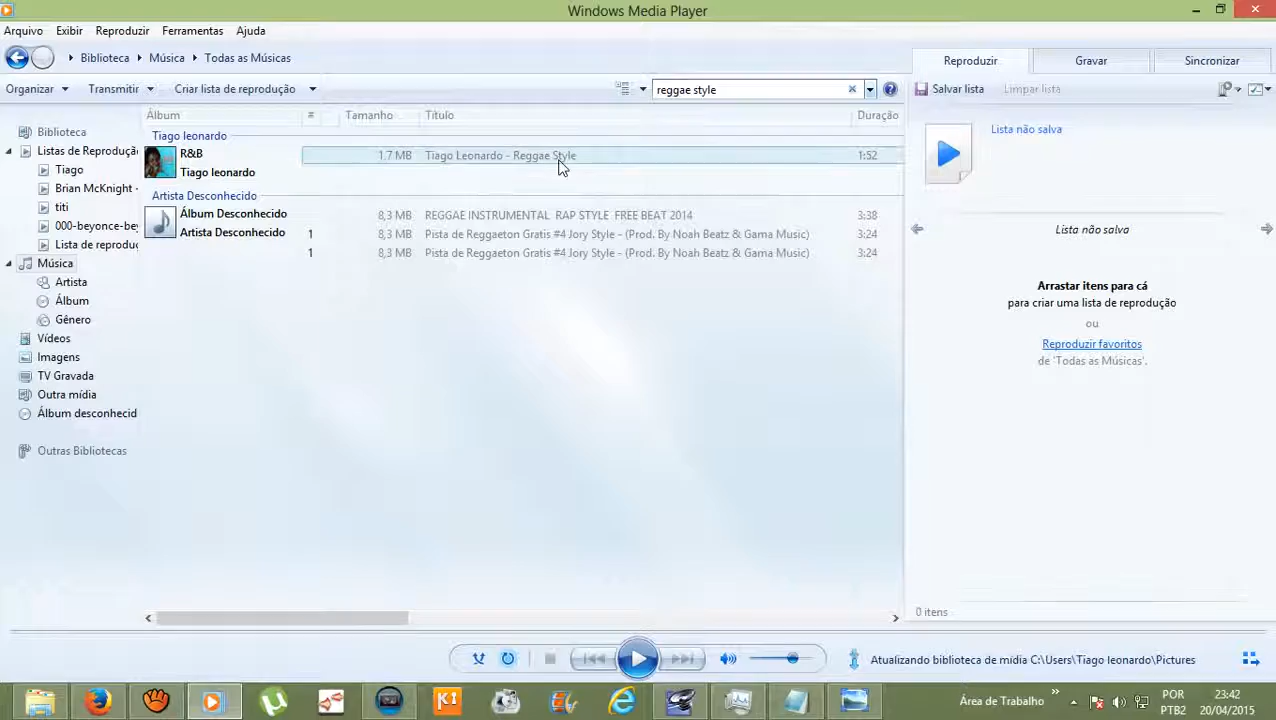 Windows Media Player
Arquivo Exibir Reproduzir Ferramentas Ajuda
Biblioteca Música Todas as Músicas
Reproduzir Gravar Sincronizar
Organizar Transmitir Criar lista de reprodução
reggae style
Salvar lista Limpar lista
Álbum # Tamanho Título Duração
Biblioteca
Listas de Reproduçã
Tiago
Brian McKnight -
titi
000-beyonce-bey
Lista de reproduç
Música
Artista
Álbum
Gênero
Vídeos
Imagens
TV Gravada
Outra mídia
Álbum desconhecid
Outras Bibliotecas
Tiago leonardo
R&B 1.7 MB Tiago Leonardo - Reggae Style 1:52
Tiago leonardo
Artista Desconhecido
Álbum Desconhecido 8,3 MB REGGAE INSTRUMENTAL RAP STYLE FREE BEAT 2014 3:38
Artista Desconhecido 1 8,3 MB Pista de Reggaeton Gratis #4 Jory Style - (Prod. By Noah Beatz & Gama Music) 3:24
1 8,3 MB Pista de Reggaeton Gratis #4 Jory Style - (Prod. By Noah Beatz & Gama Music) 3:24
Lista não salva
Lista não salva
Arrastar itens para cá
para criar uma lista de reprodução
ou
Reproduzir favoritos
de 'Todas as Músicas'.
0 itens
Atualizando biblioteca de mídia C:\Users\Tiago leonardo\Pictures
K1
Área de Trabalho
POR
PTB2
23:42
20/04/2015